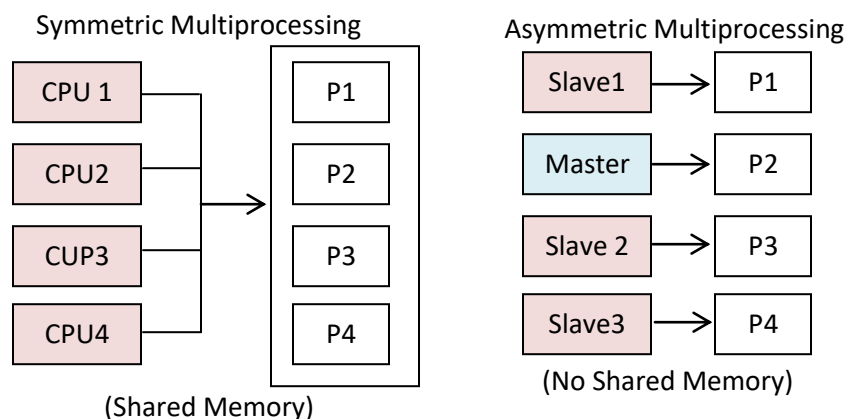 Symmetric Multiprocessing
CPU 1
CPU2
CUP3
CPU4
P1
P2
P3
P4
(Shared Memory)
Asymmetric Multiprocessing
Slave1
P1
Master
P2
Slave 2
P3
Slave3
P4
(No Shared Memory)